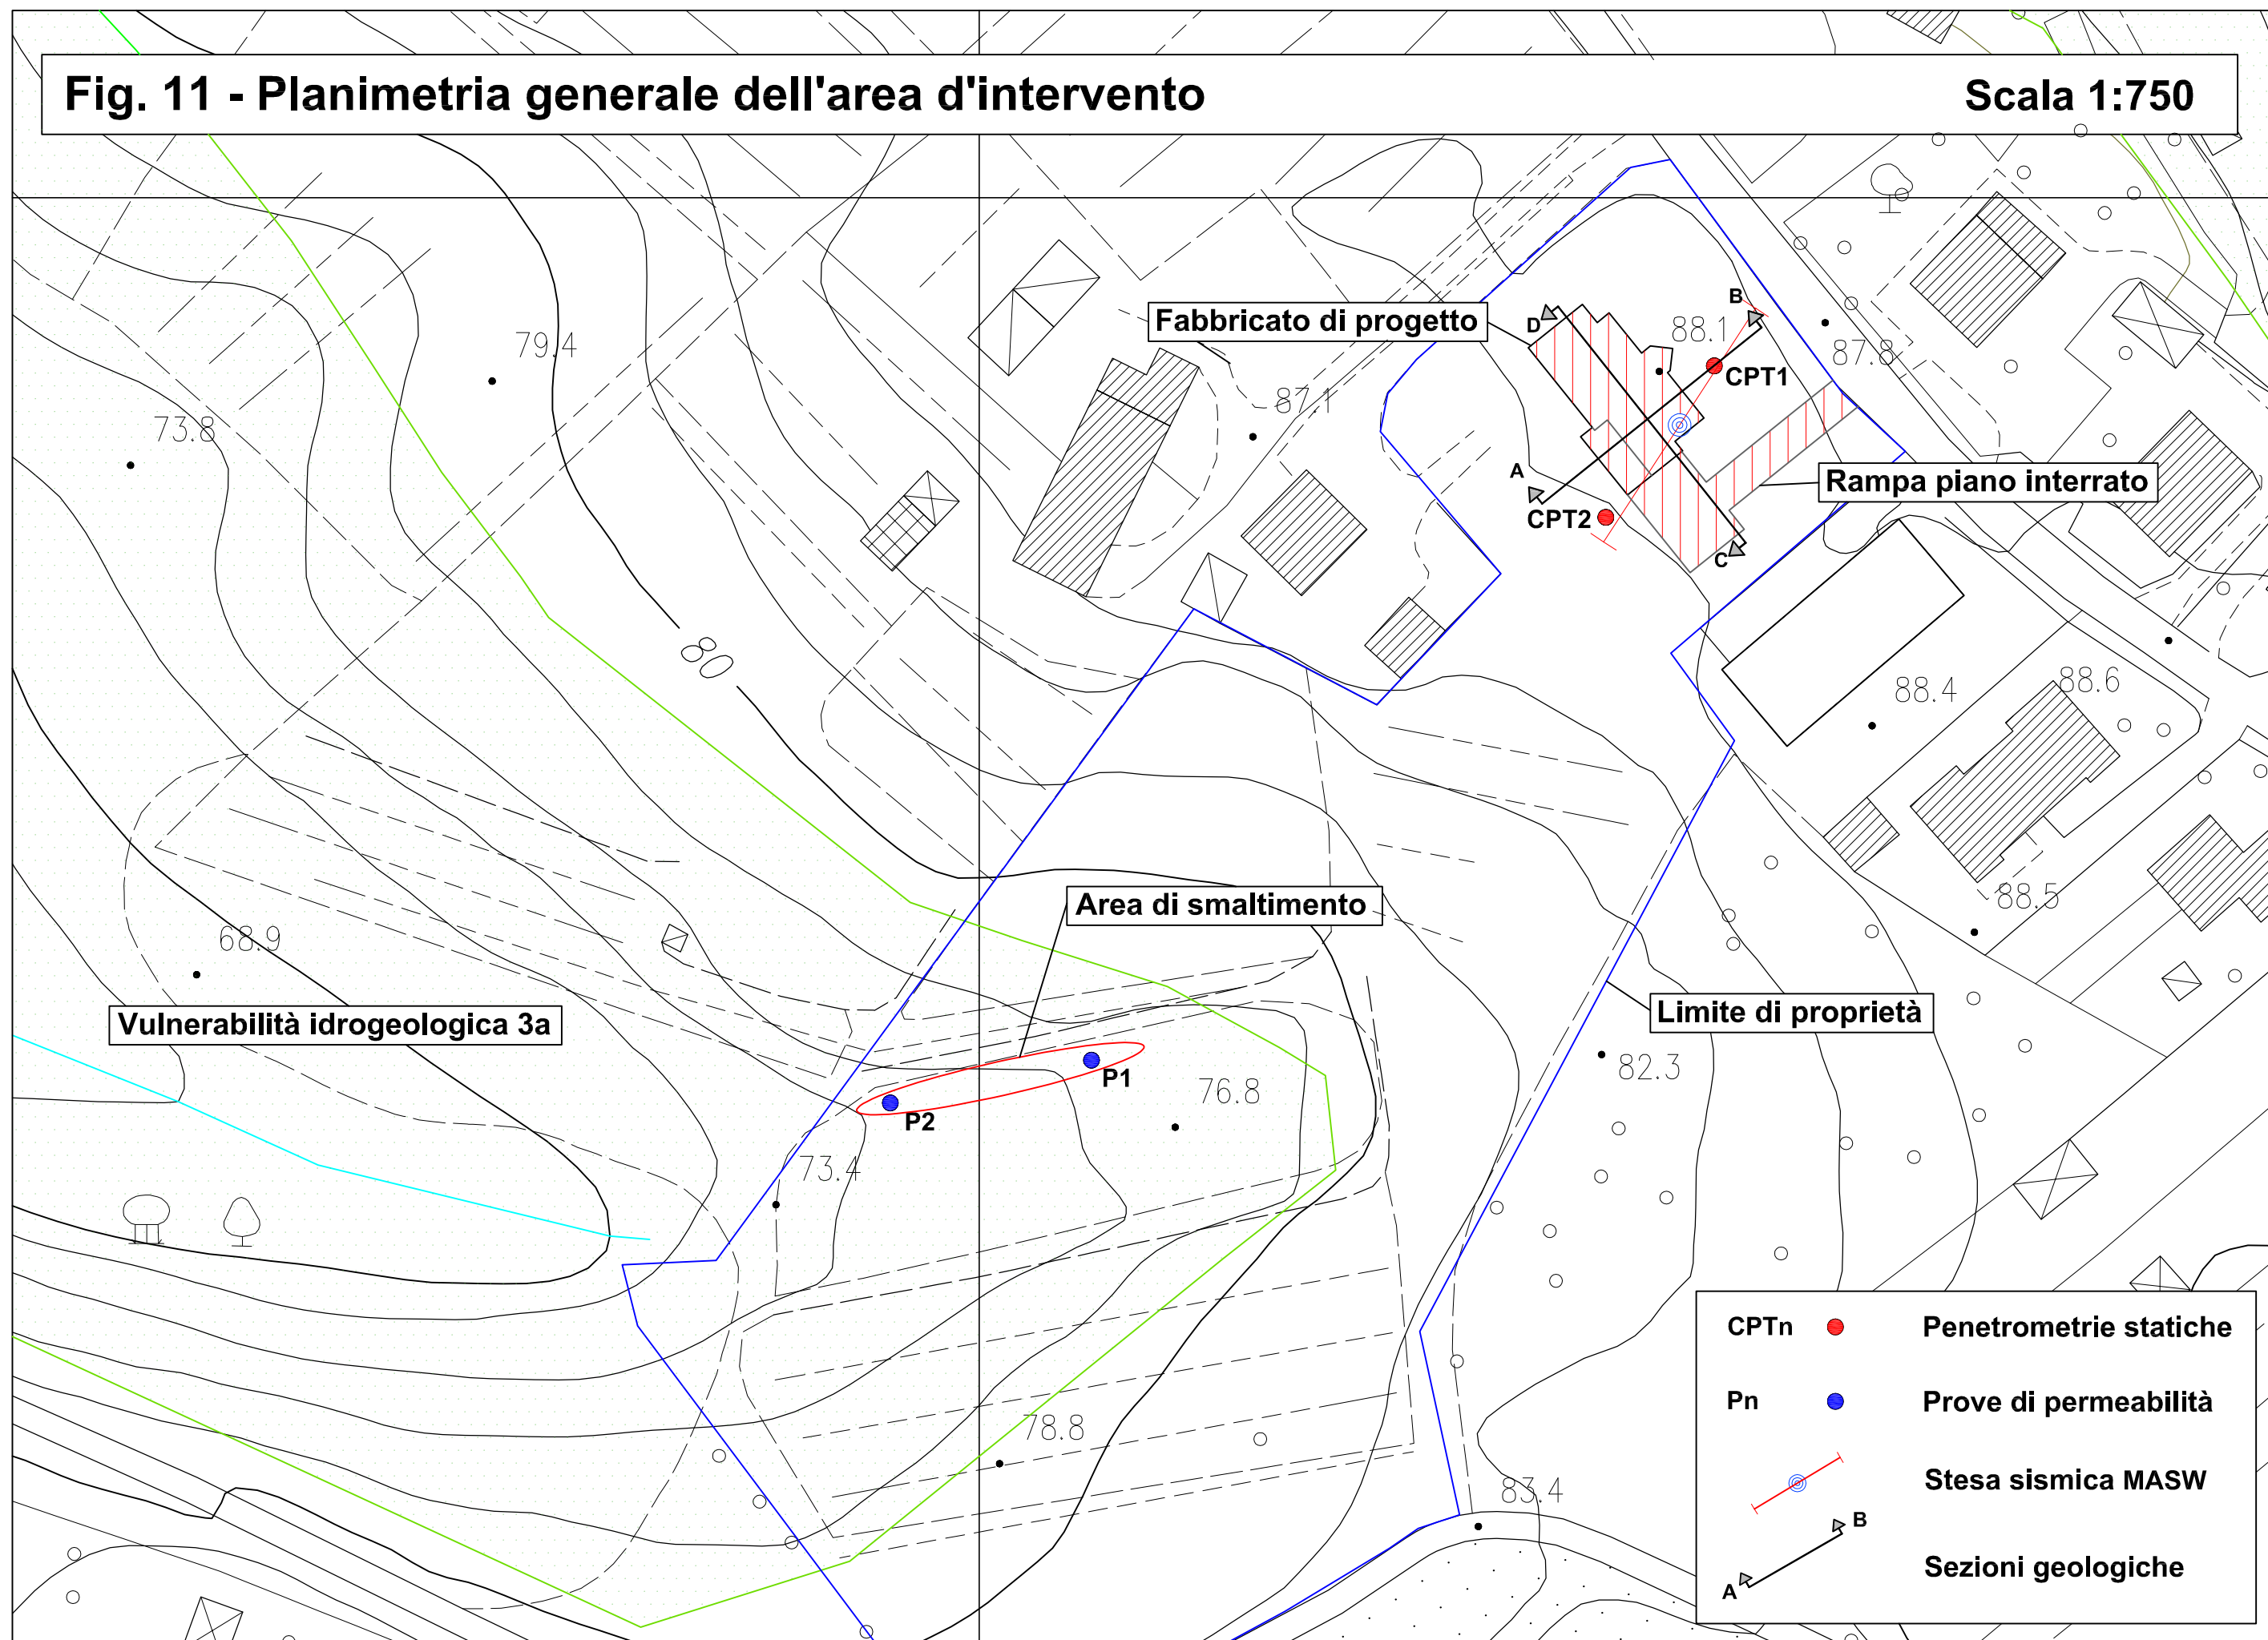 Fig. 11 - Planimetria generale dell'area d'intervento
Scala 1:750
Fabbricato di progetto
D
B
88.1
87.8
79.4
CPT1
87.1
73.8
A
Rampa piano interrato
CPT2
C
80
88.4
88.6
88.5
Area di smaltimento
68.9
Vulnerabilità idrogeologica 3a
Limite di proprietà
82.3
P1
76.8
P2
73.4
78.8
83.4
CPTn
Penetrometrie statiche
Pn
Prove di permeabilità
Stesa sismica MASW
B
A
Sezioni geologiche